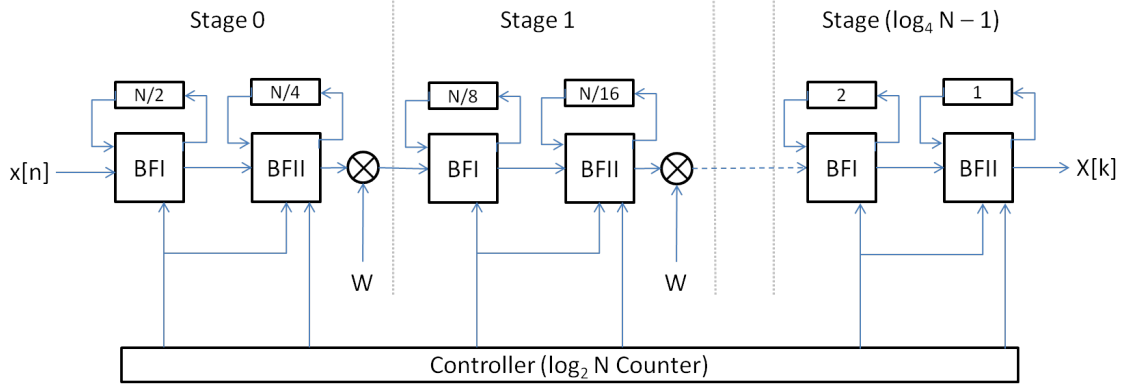 Stage 0
Stage 1
Stage (log₄ N – 1)
N/2
N/4
N/8
N/16
2
1
x[n]
BFI
BFII
BFI
BFII
BFI
BFII
X[k]
W
W
Controller (log₂ N Counter)